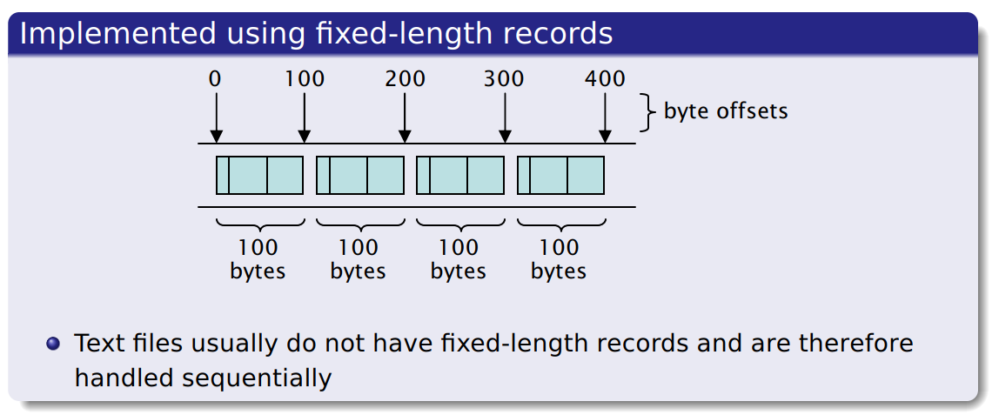 Implemented using fixed-length records
0 100 200 300 400
byte offsets
100 100 100 100
bytes bytes bytes bytes
Text files usually do not have fixed-length records and are therefore
handled sequentially